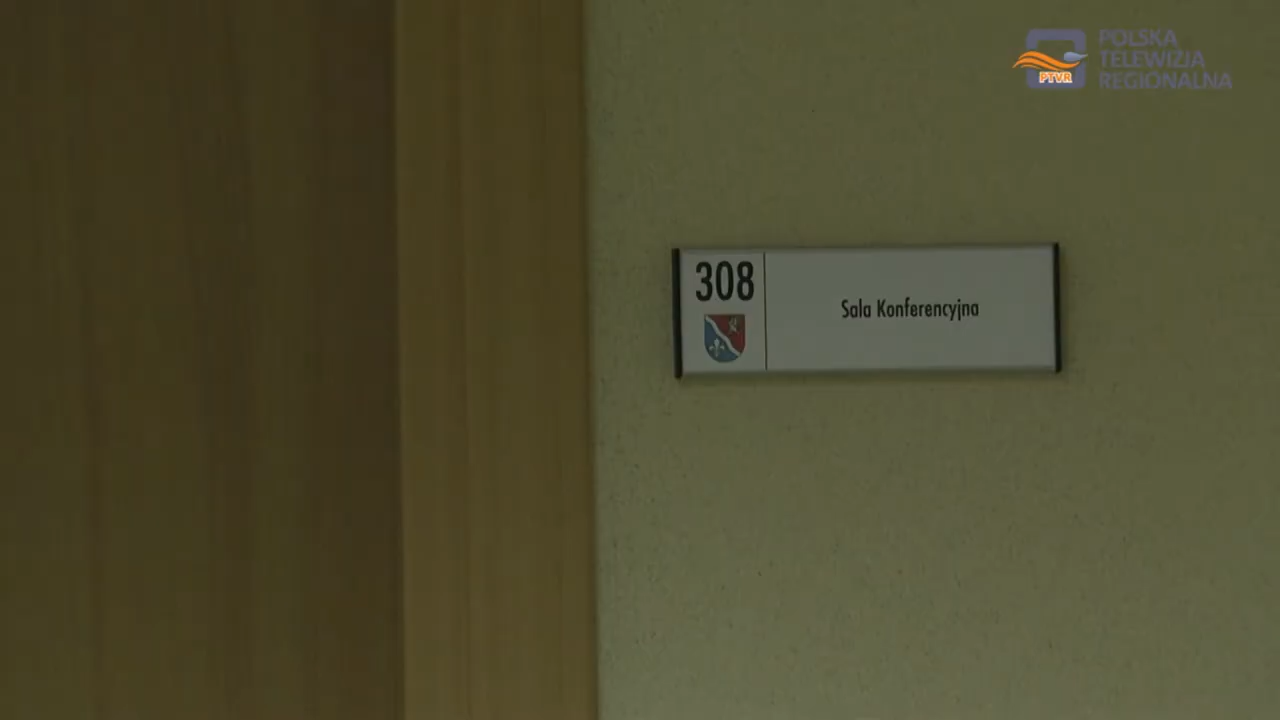 POLSKA
TELEWIZJA
REGIONALNA
PTVR
308
Sala Konferencyjna